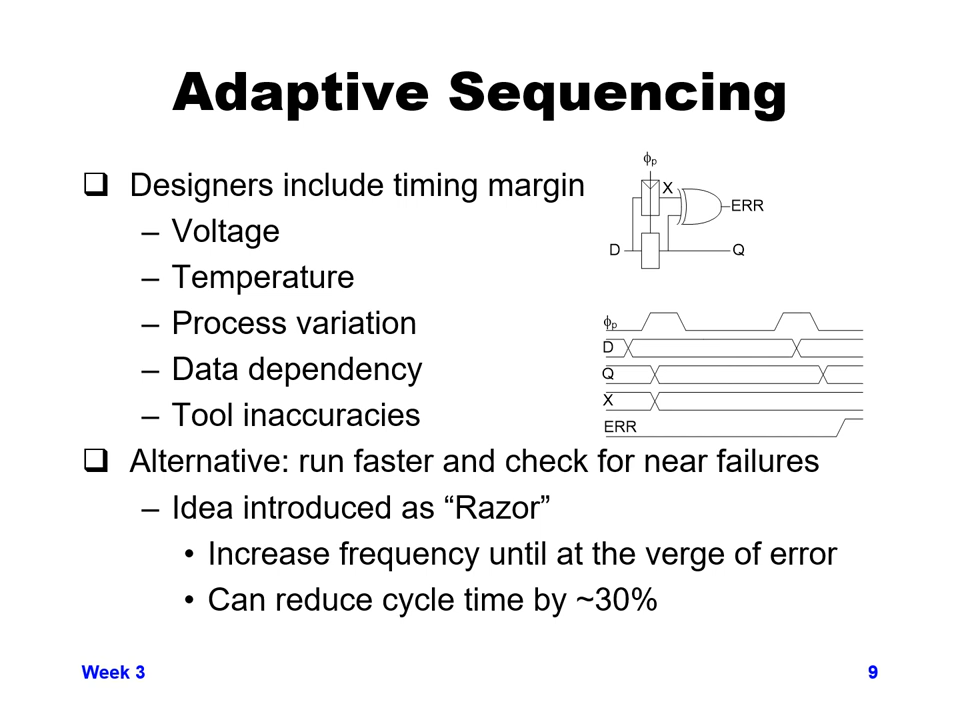 Adaptive Sequencing
❑ Designers include timing margin
– Voltage
– Temperature
– Process variation
– Data dependency
– Tool inaccuracies
❑ Alternative: run faster and check for near failures
– Idea introduced as “Razor”
• Increase frequency until at the verge of error
• Can reduce cycle time by ~30%
ϕp
X
ERR
D
Q
ϕp
D
Q
X
ERR
Week 3
9